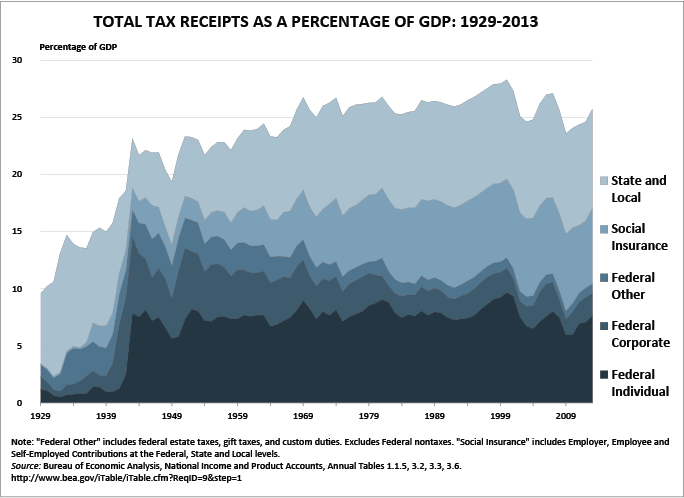 TOTAL TAX RECEIPTS AS A PERCENTAGE OF GDP: 1929-2013
Percentage of GDP
30
25
20
15
10
5
0
1929 1939 1949 1959 1969 1979 1989 1999 2009
State and
Local
Social
Insurance
Federal
Other
Federal
Corporate
Federal
Individual
Note: "Federal Other" includes federal estate taxes, gift taxes, and custom duties. Excludes Federal nontaxes. "Social Insurance" includes Employer, Employee and
Self-Employed Contributions at the Federal, State and Local levels.
Source: Bureau of Economic Analysis, National Income and Product Accounts, Annual Tables 1.1.5, 3.2, 3.3, 3.6.
http://www.bea.gov/iTable/iTable.cfm?ReqID=9&step=1